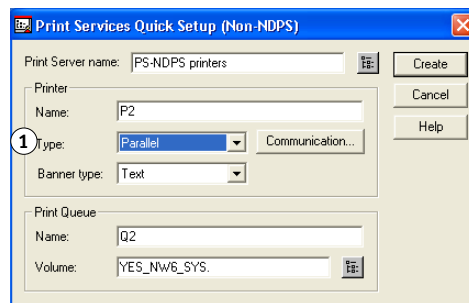 Print Services Quick Setup (Non-NDPS)
Print Server name: PS-NDPS printers
Create
Printer
Cancel
Name: P2
Help
1 Type: Parallel Communication...
Banner type: Text
Print Queue
Name: Q2
Volume: YES_NW6_SYS.